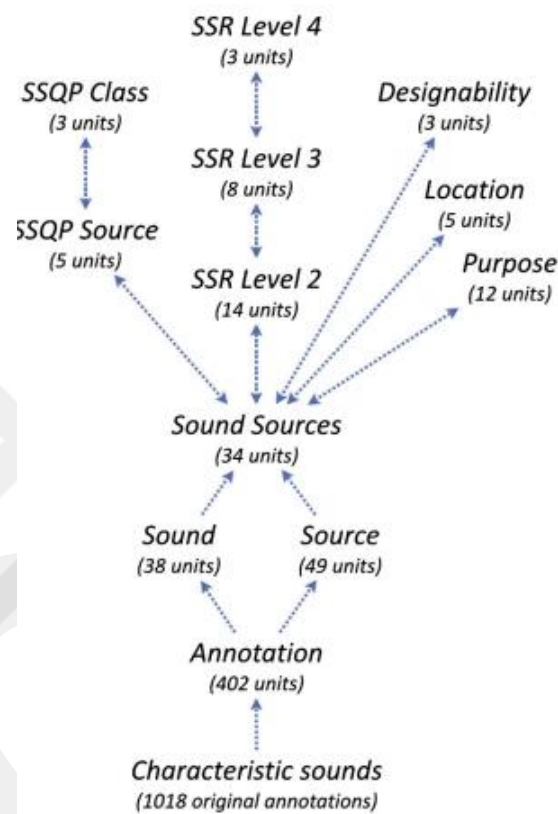 SSR Level 4
(3 units)
SSQP Class
(3 units)
Designability
(3 units)
SSR Level 3
(8 units)
Location
(5 units)
SSQP Source
(5 units)
SSR Level 2
(14 units)
Purpose
(12 units)
Sound Sources
(34 units)
Sound
(38 units)
Source
(49 units)
Annotation
(402 units)
Characteristic sounds
(1018 original annotations)